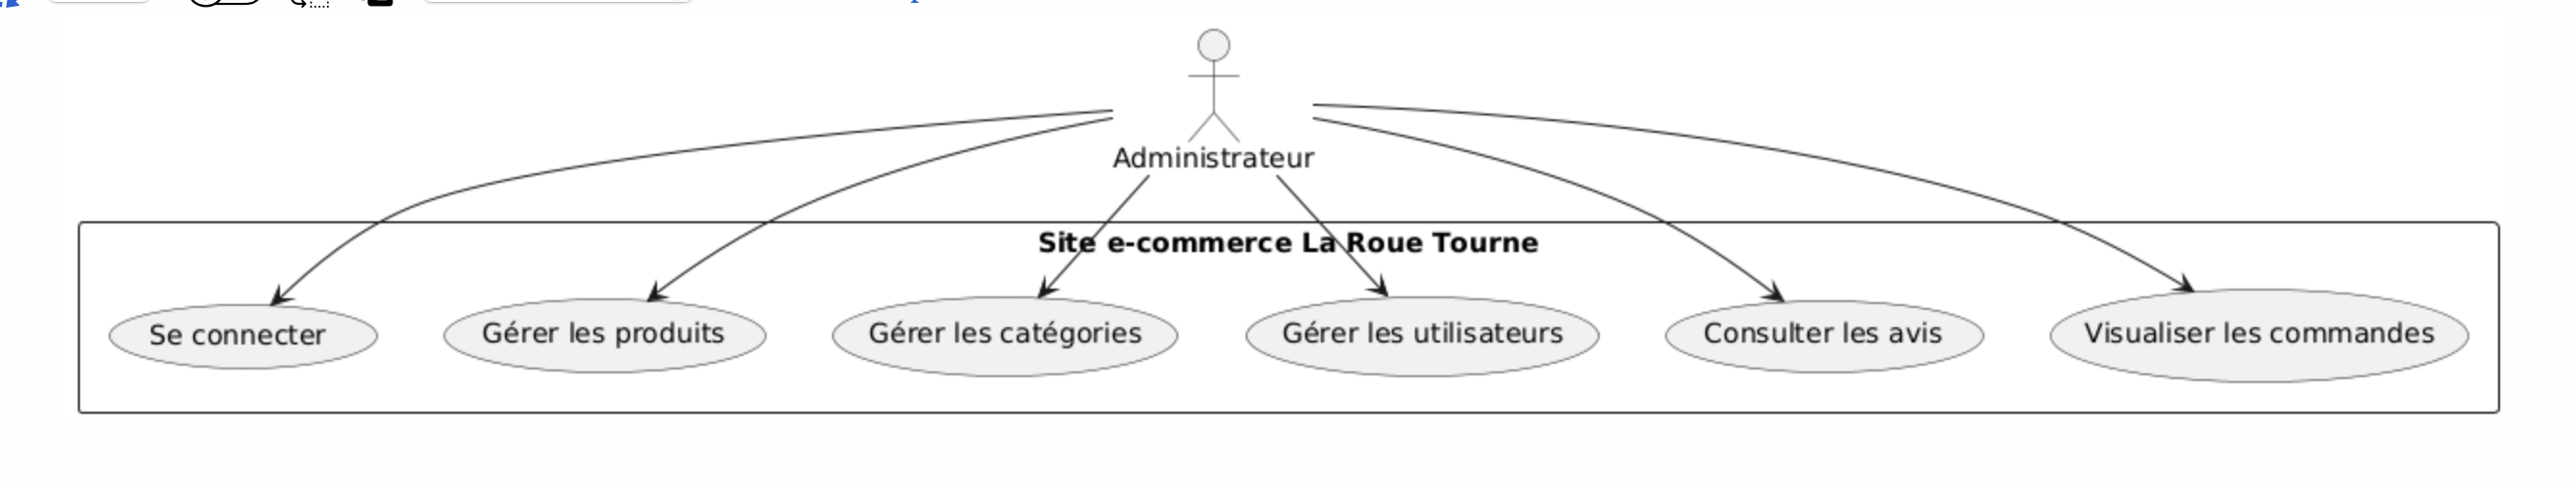 Administrateur
Site e-commerce La Roue Tourne
Se connecter
Gérer les produits
Gérer les catégories
Gérer les utilisateurs
Consulter les avis
Visualiser les commandes